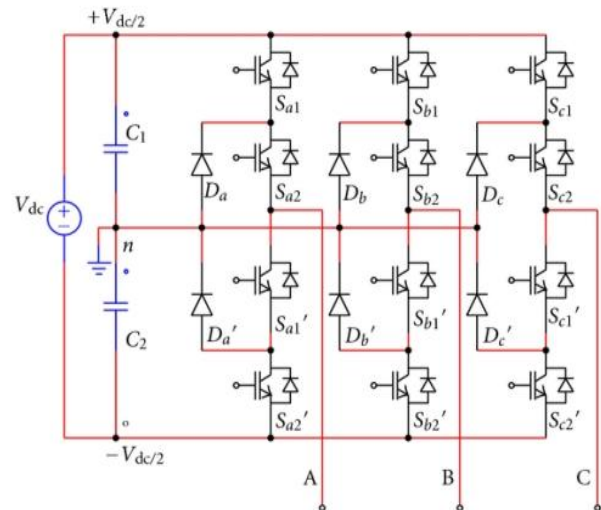 +V_dc/2
S_a1 S_b1 S_c1
C_1
D_a S_a2 D_b S_b2 D_c S_c2
V_dc
+
−
n
C_2
D_a′ S_a1′ D_b′ S_b1′ D_c′ S_c1′
S_a2′ S_b2′ S_c2′
−V_dc/2
A B C